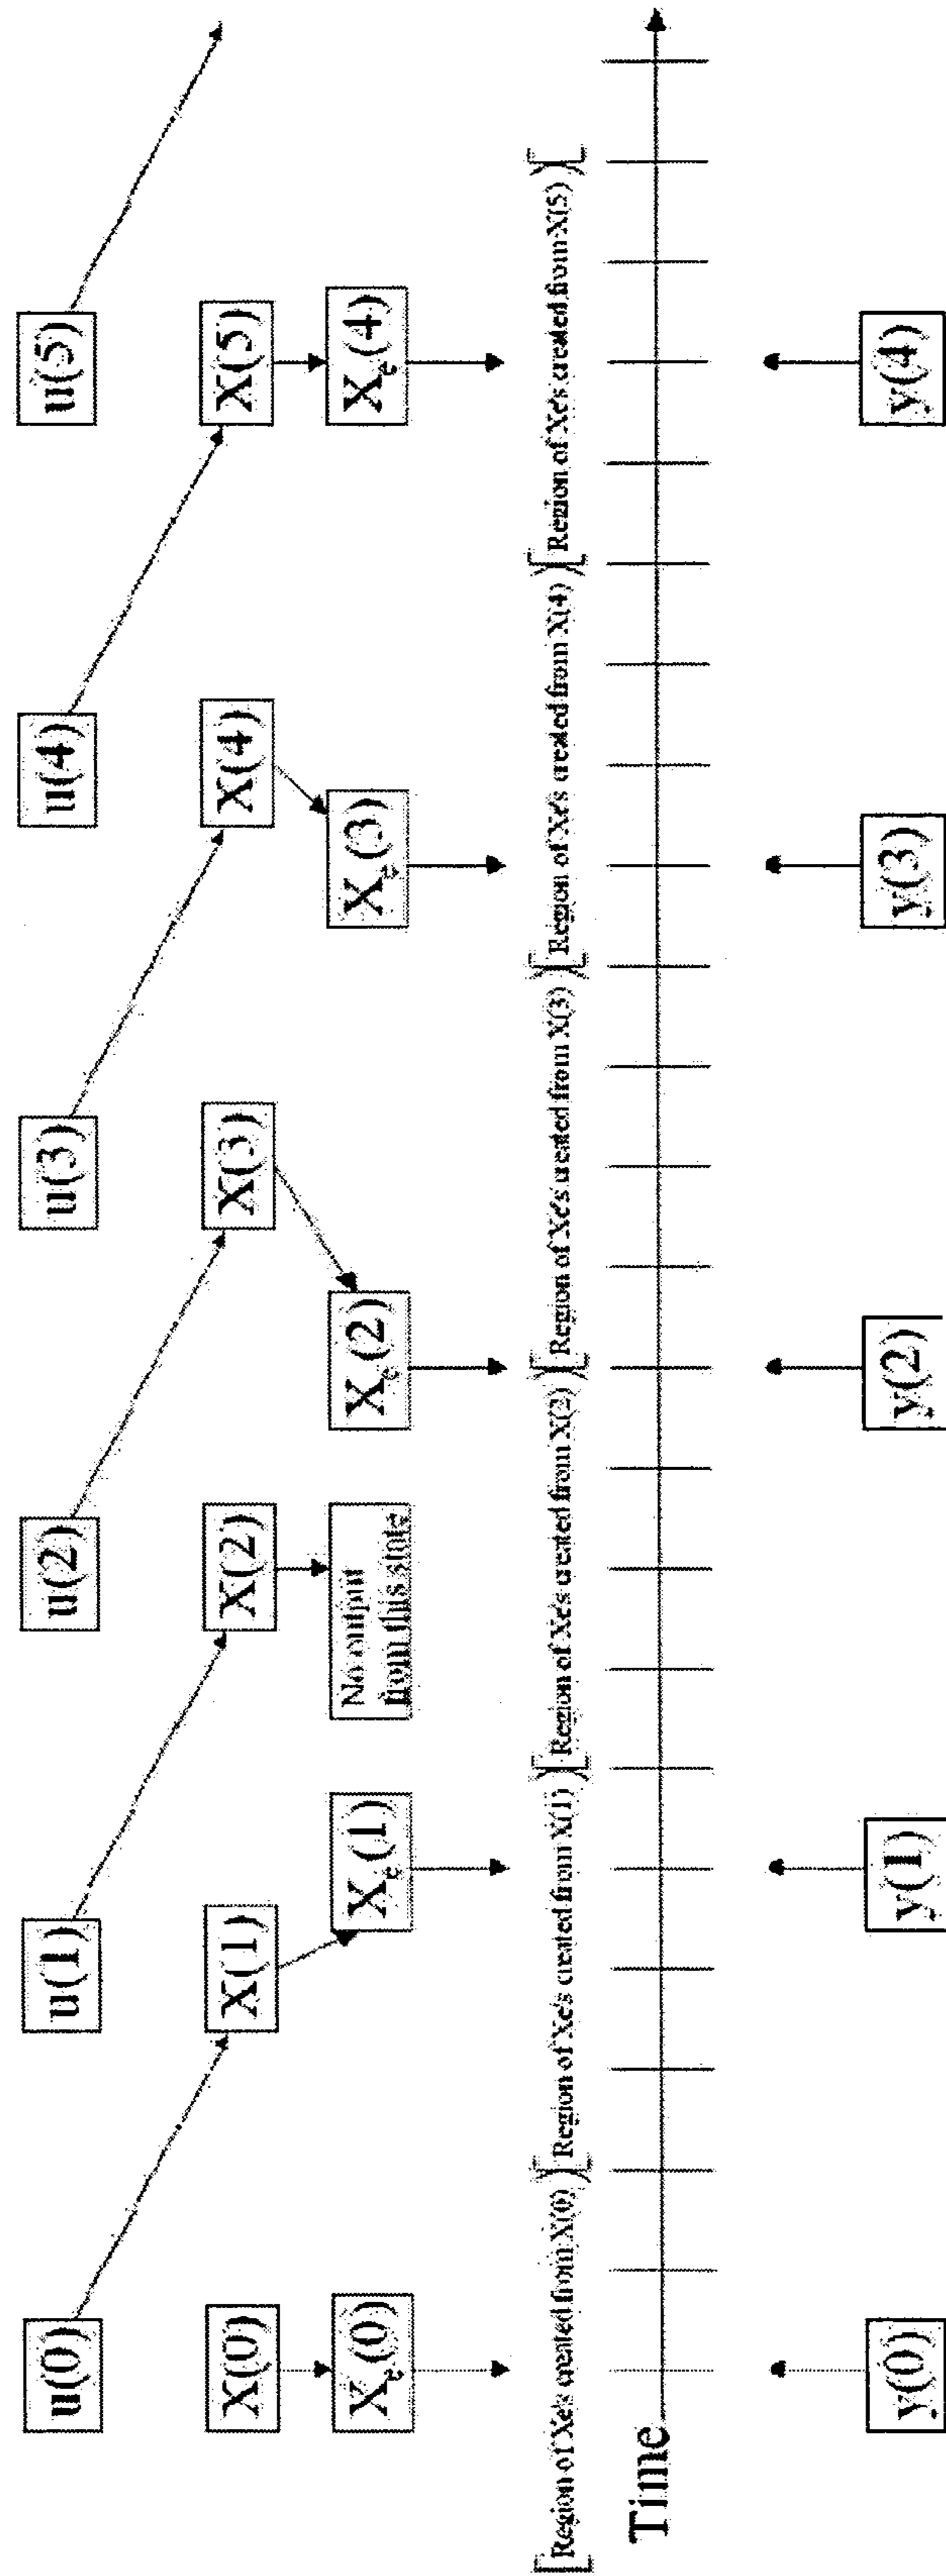 u(0) u(1) u(2) u(3) u(4) u(5)
X(0) X(1) X(2) X(3) X(4) X(5)
Xₑ(0) Xₑ(1) No output Xₑ(2) Xₑ(3) Xₑ(4)
from this state
[Region of Xe's created from X(0) )[Region of Xe's created from X(1) )[Region of Xe's created from X(2) )[Region of Xe's created from X(3) )[Region of Xe's created from X(4) )[Region of Xe's created from X(5) )[
Time
y(0) y(1) y(2) y(3) y(4)